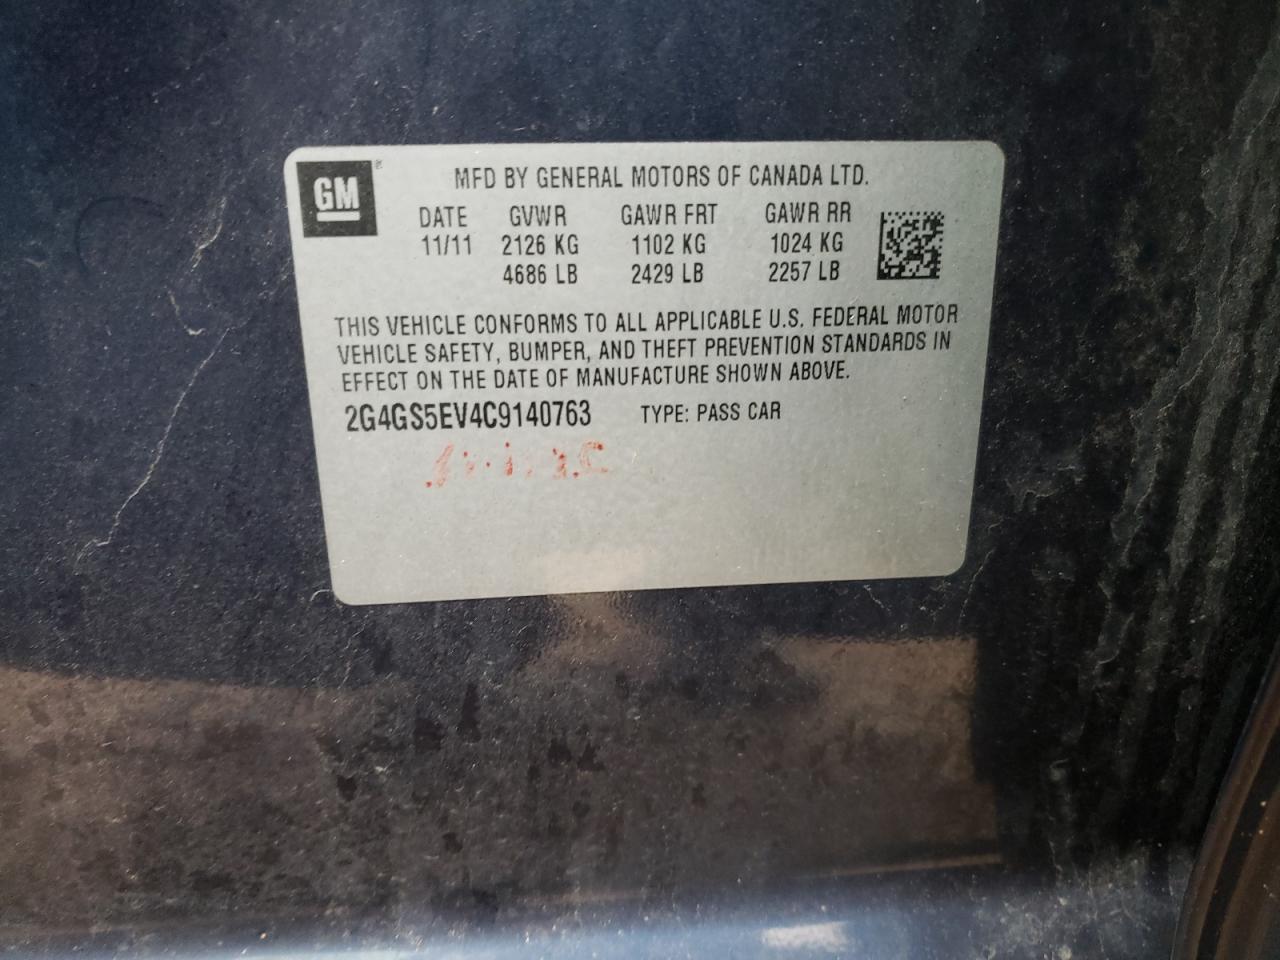 GM®
MFD BY GENERAL MOTORS OF CANADA LTD.
DATE GVWR GAWR FRT GAWR RR
11/11 2126 KG 1102 KG 1024 KG
4686 LB 2429 LB 2257 LB
THIS VEHICLE CONFORMS TO ALL APPLICABLE U.S. FEDERAL MOTOR
VEHICLE SAFETY, BUMPER, AND THEFT PREVENTION STANDARDS IN
EFFECT ON THE DATE OF MANUFACTURE SHOWN ABOVE.
2G4GS5EV4C9140763 TYPE: PASS CAR